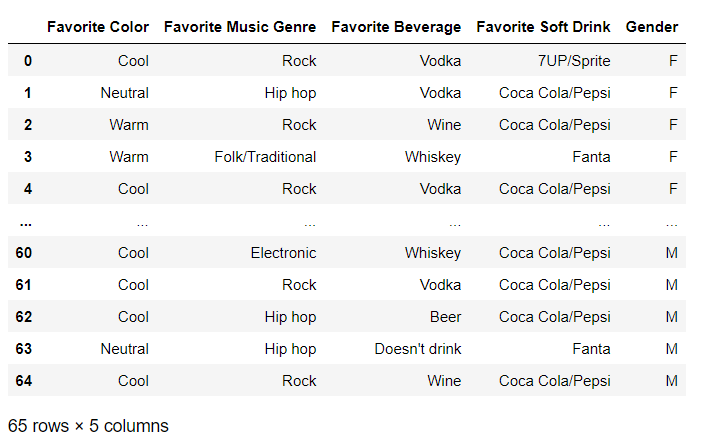 Favorite Color Favorite Music Genre Favorite Beverage Favorite Soft Drink Gender
0 Cool Rock Vodka 7UP/Sprite F
1 Neutral Hip hop Vodka Coca Cola/Pepsi F
2 Warm Rock Wine Coca Cola/Pepsi F
3 Warm Folk/Traditional Whiskey Fanta F
4 Cool Rock Vodka Coca Cola/Pepsi F
... ... ... ... ... ...
60 Cool Electronic Whiskey Coca Cola/Pepsi M
61 Cool Rock Vodka Coca Cola/Pepsi M
62 Cool Hip hop Beer Coca Cola/Pepsi M
63 Neutral Hip hop Doesn't drink Fanta M
64 Cool Rock Wine Coca Cola/Pepsi M
65 rows × 5 columns